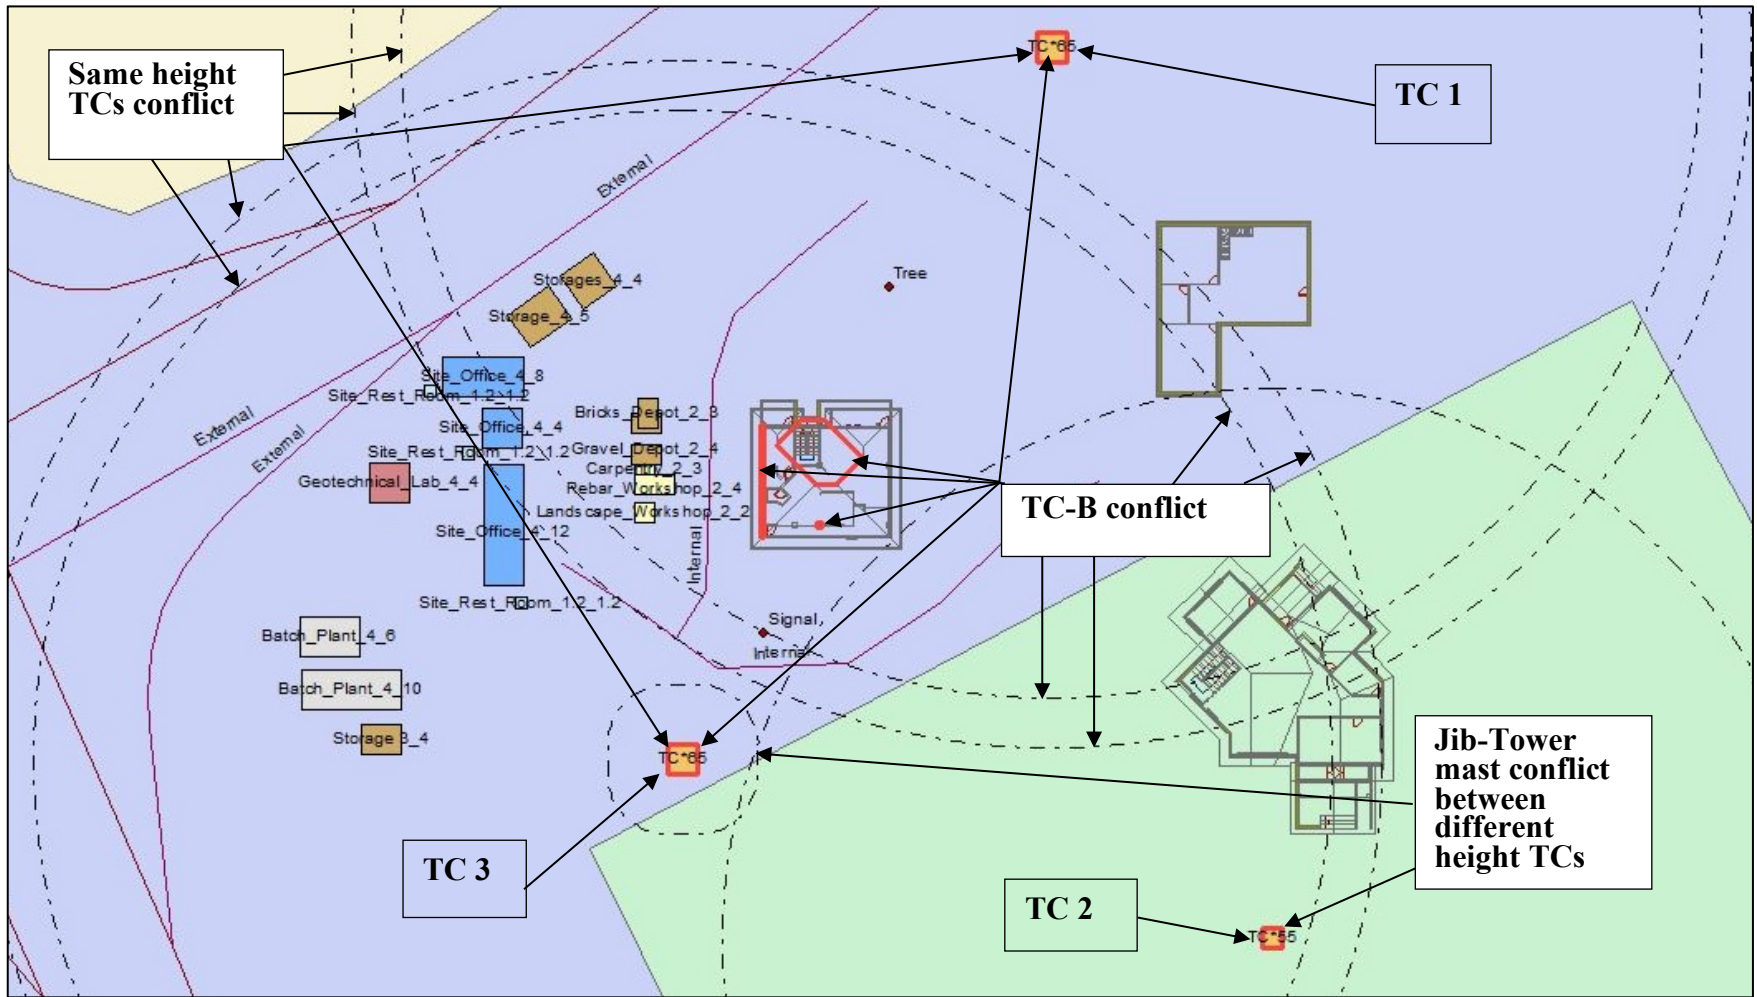 Same height
TCs conflict
TC*65
TC 1
External
Tree
Storages_4_4
Storage_4_5
Site_Office_4_8
Site_Rest_Room_1.2_1.2
Bricks_Depot_2_3
External
External
Site_Office_4_4
Site_Rest_Room_1.2_1.2
Gravel_Depot_2_4
Carpentry_2_3
Geotechnical_Lab_4_4
Rebar_Workshop_2_4
Landscape_Workshop_2_2
TC-B conflict
Site_Office_4_12
Internal
Site_Rest_Room_1.2_1.2
Signal
Internal
Batch_Plant_4_6
Batch_Plant_4_10
Storage 3_4
TC*65
Jib-Tower
mast conflict
between
different
height TCs
TC 3
TC 2
TC*55